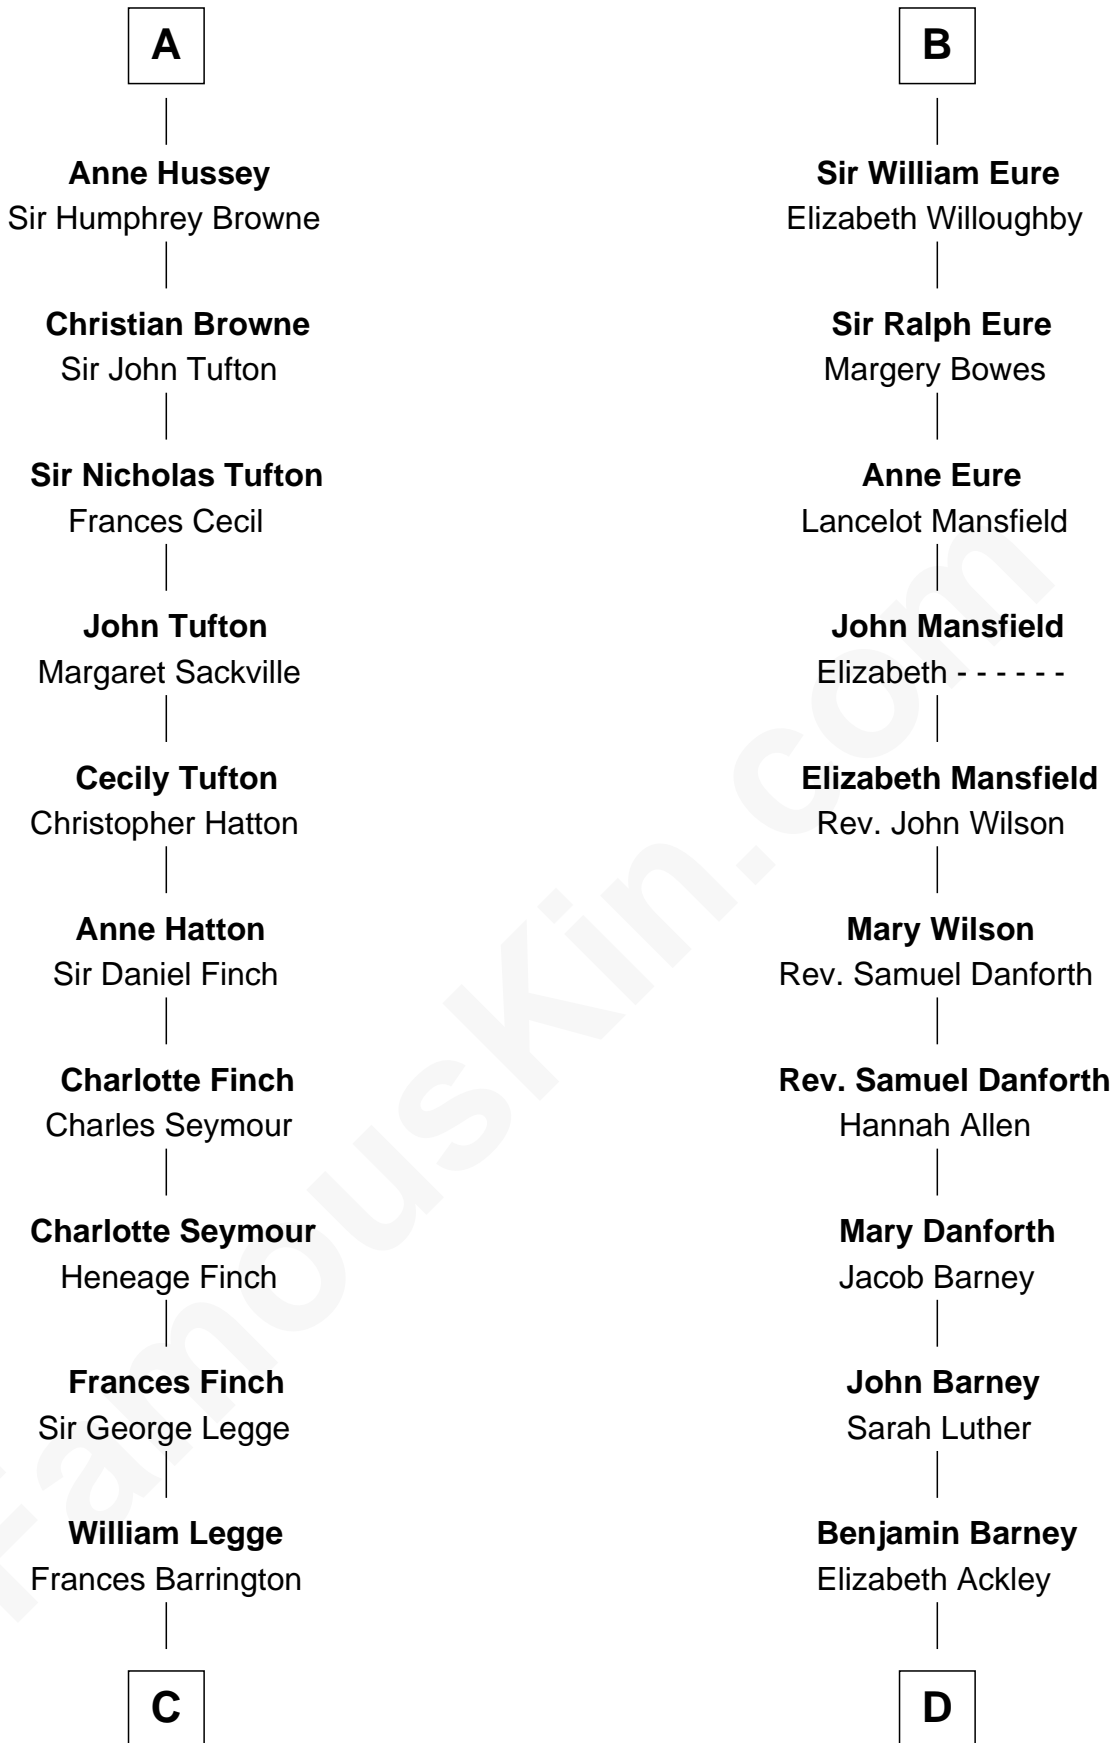 A
Anne Hussey
Sir Humphrey Browne
Christian Browne
Sir John Tufton
Sir Nicholas Tufton
Frances Cecil
John Tufton
Margaret Sackville
Cecily Tufton
Christopher Hatton
Anne Hatton
Sir Daniel Finch
Charlotte Finch
Charles Seymour
Charlotte Seymour
Heneage Finch
Frances Finch
Sir George Legge
William Legge
Frances Barrington
C
B
Sir William Eure
Elizabeth Willoughby
Sir Ralph Eure
Margery Bowes
Anne Eure
Lancelot Mansfield
John Mansfield
Elizabeth - - - - - -
Elizabeth Mansfield
Rev. John Wilson
Mary Wilson
Rev. Samuel Danforth
Rev. Samuel Danforth
Hannah Allen
Mary Danforth
Jacob Barney
John Barney
Sarah Luther
Benjamin Barney
Elizabeth Ackley
D
FamousKin.com